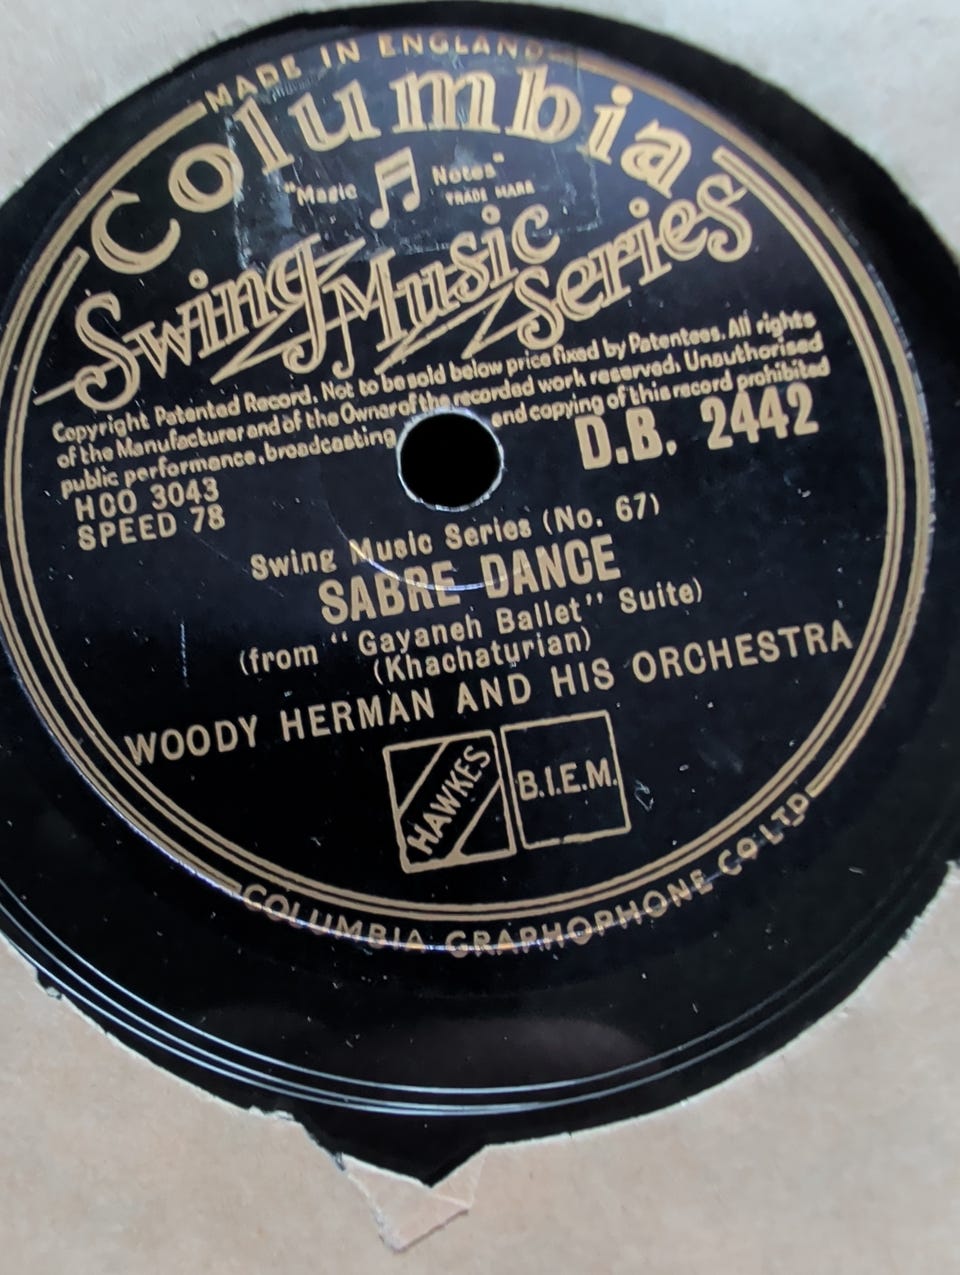 MADE IN ENGLAND
Columbia
"Magic Notes"
TRADE MARK
Swing Music Series
Copyright Patented Record. Not to be sold below price fixed by Patentees. All rights
of the Manufacturer and of the Owner of the recorded work reserved. Unauthorised
public performance, broadcasting and copying of this record prohibited
D.B. 2442
HCO 3043
SPEED 78
Swing Music Series (No. 67)
SABRE DANCE
(from "Gayaneh Ballet" Suite)
(Khachaturian)
WOODY HERMAN AND HIS ORCHESTRA
HAWKES
B.I.E.M.
COLUMBIA GRAPHOPHONE CO LTD